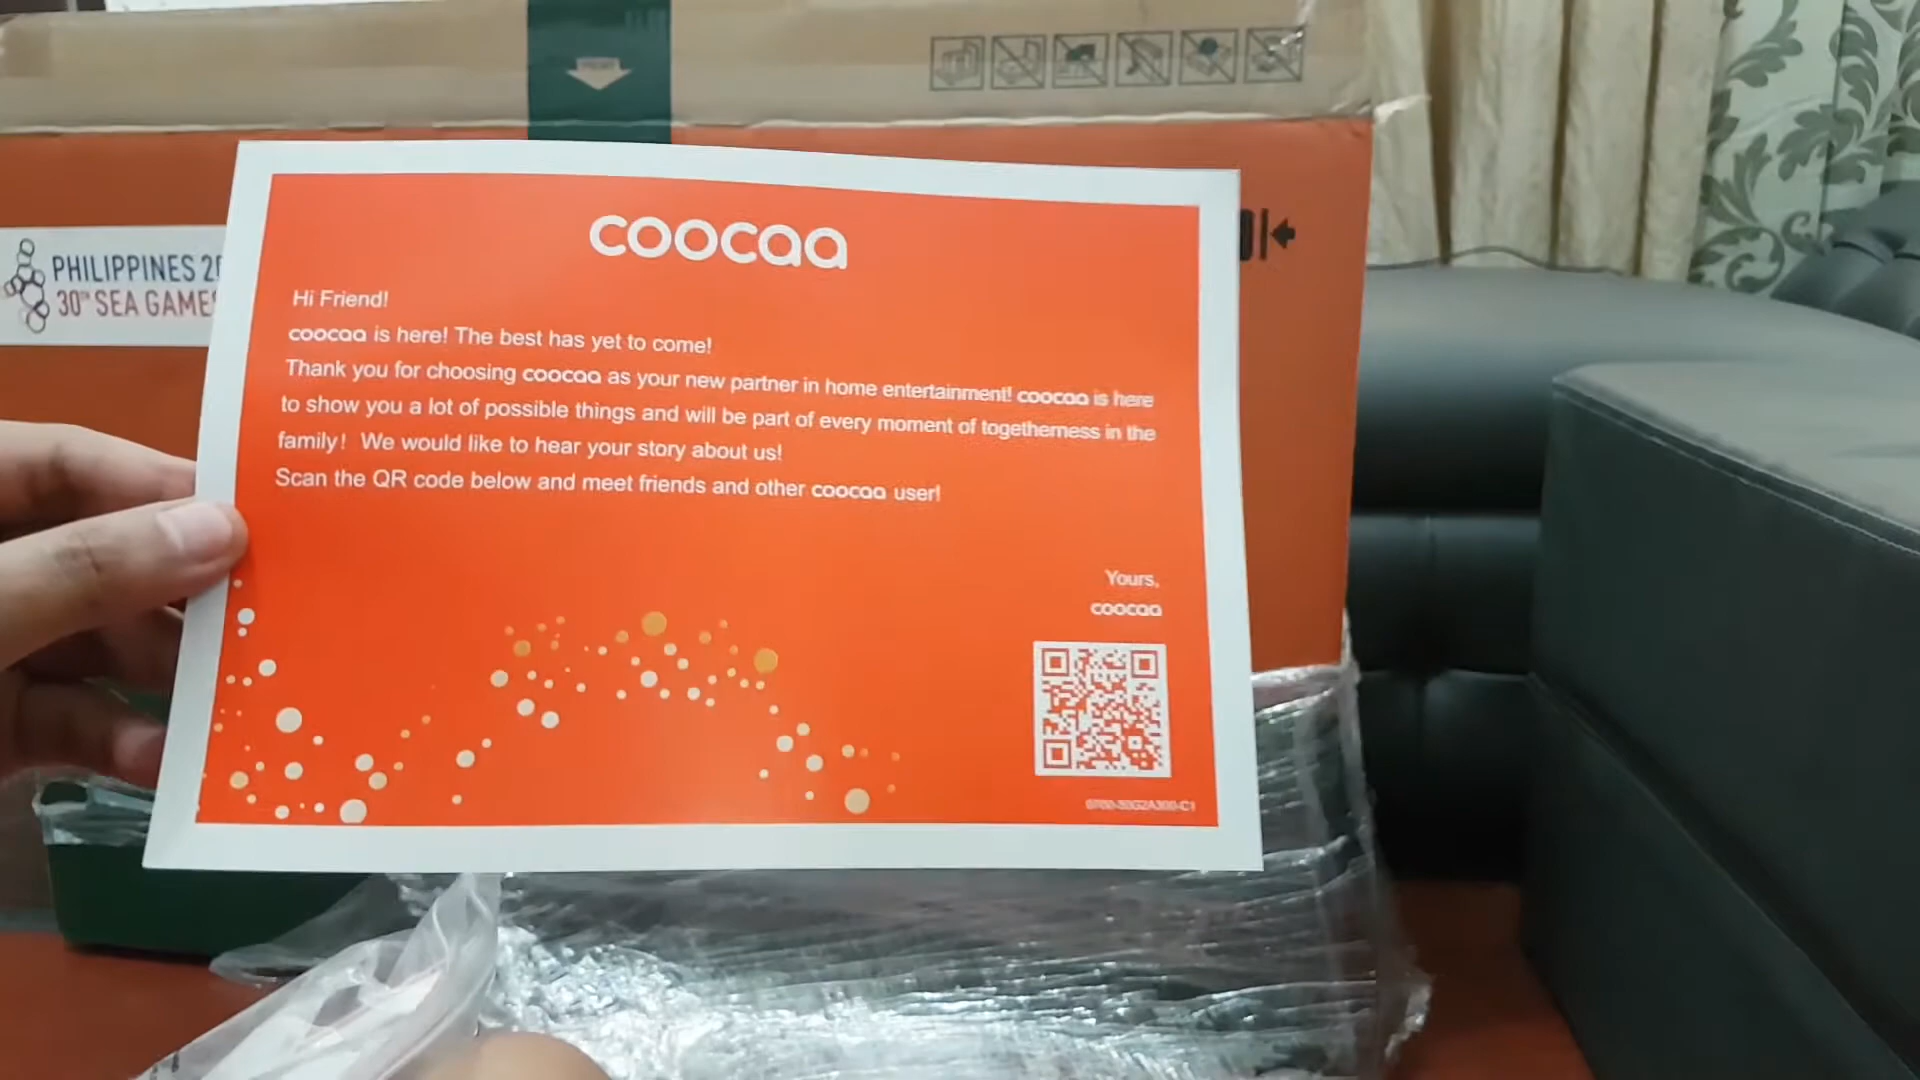 PHILIPPINES
30TH SEA GAMES
coocaa
Hi Friend!
coocaa is here! The best has yet to come!
Thank you for choosing coocaa as your new partner in home entertainment! coocaa is here
to show you a lot of possible things and will be part of every moment of togetherness in the
family! We would like to hear your story about us!
Scan the QR code below and meet friends and other coocaa user!
Yours,
coocaa